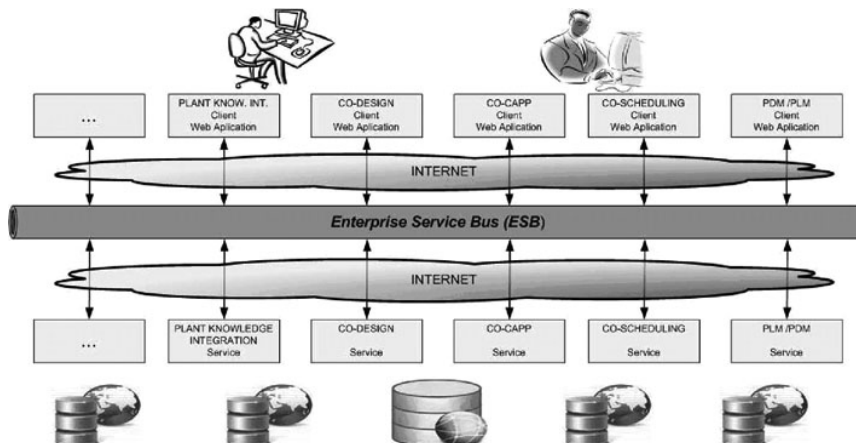 ...
PLANT KNOW. INT.
Client
Web Aplication
CO-DESIGN
Client
Web Aplication
CO-CAPP
Client
Web Aplication
CO-SCHEDULING
Client
Web Aplication
PDM /PLM
Client
Web Aplication
INTERNET
Enterprise Service Bus (ESB)
INTERNET
...
PLANT KNOWLEDGE
INTEGRATION
Service
CO-DESIGN
Service
CO-CAPP
Service
CO-SCHEDULING
Service
PLM /PDM
Service